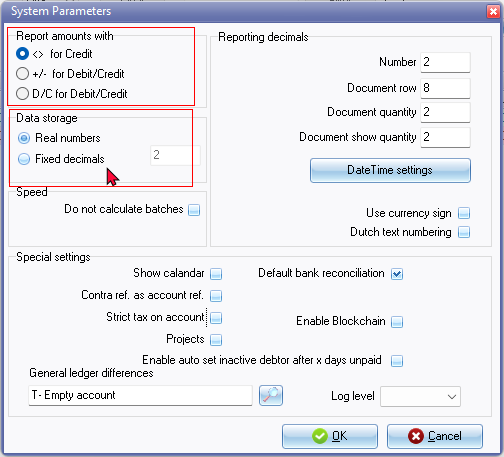 System Parameters
Report amounts with
<> for Credit
+/- for Debit/Credit
D/C for Debit/Credit
Data storage
Real numbers
Fixed decimals
2
Speed
Do not calculate batches
Reporting decimals
Number 2
Document row 8
Document quantity 2
Document show quantity 2
DateTime settings
Use currency sign
Dutch text numbering
Special settings
Show calandar
Default bank reconciliation
Contra ref. as account ref.
Strict tax on account
Enable Blockchain
Projects
Enable auto set inactive debtor after x days unpaid
General ledger differences
T- Empty account
Log level
OK
Cancel